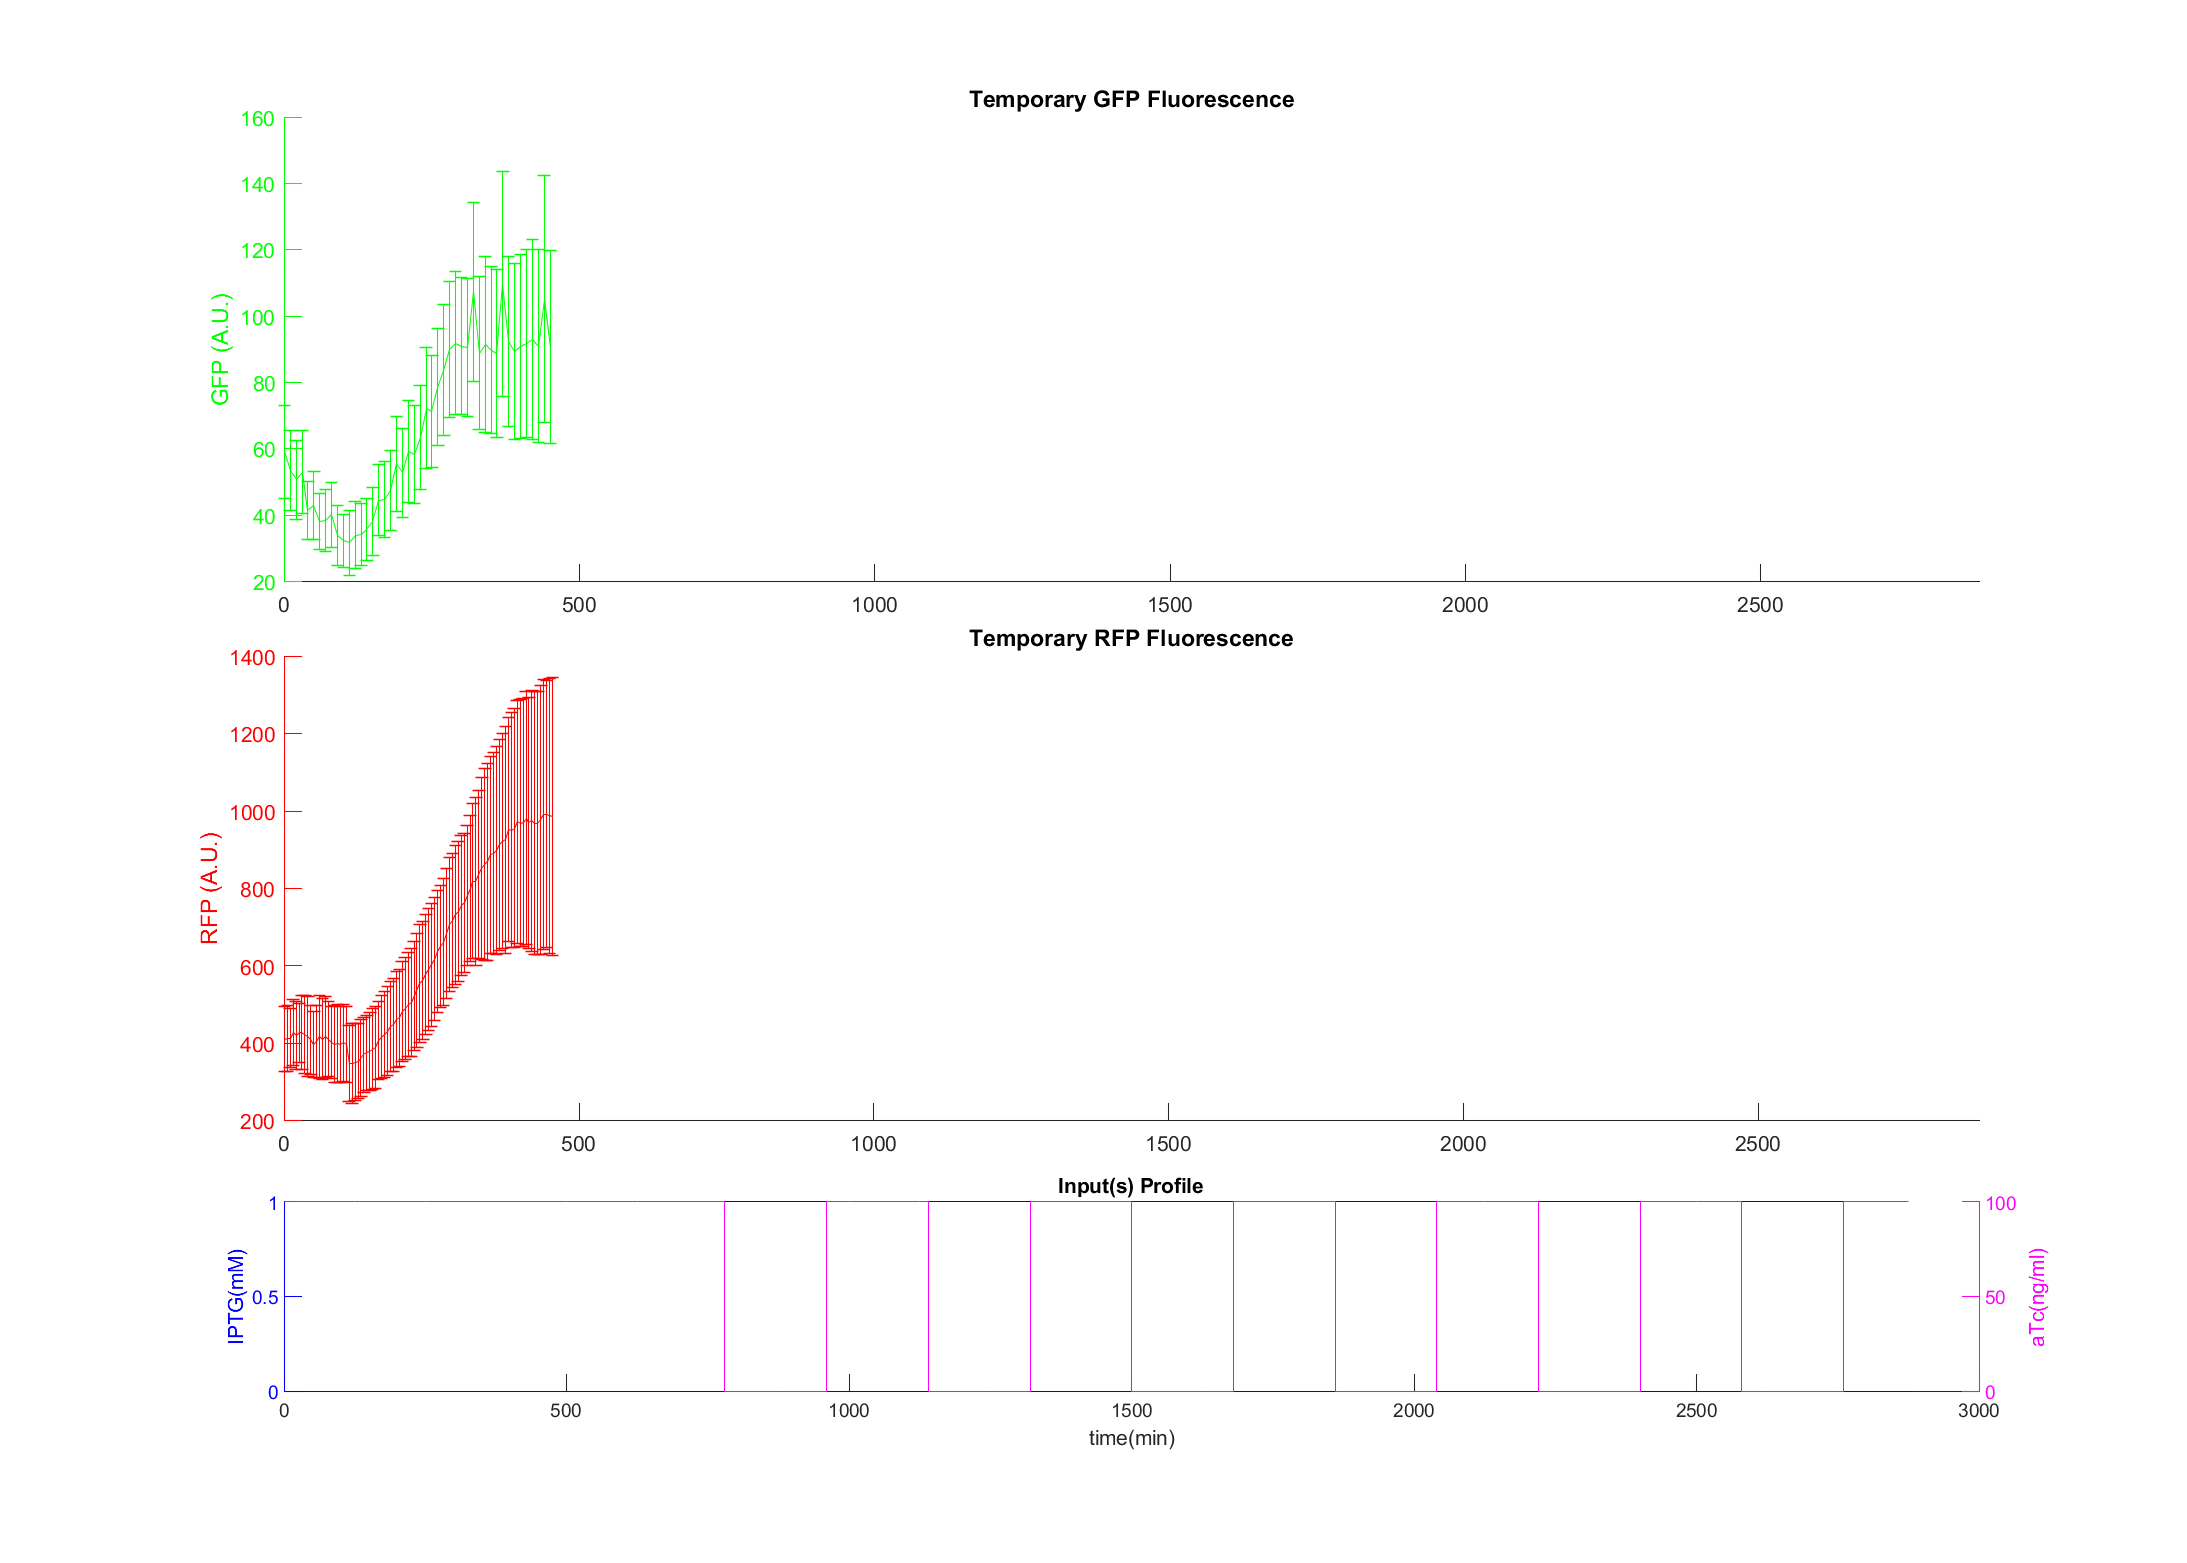 Temporary GFP Fluorescence
160
140
120
100
80
60
40
20
GFP (A.U.)
0 500 1000 1500 2000 2500
Temporary RFP Fluorescence
1400
1200
1000
800
600
400
200
RFP (A.U.)
0 500 1000 1500 2000 2500
Input(s) Profile
1
0.5
0
IPTG(mM)
100
50
0
aTc(ng/ml)
0 500 1000 1500 2000 2500 3000
time(min)